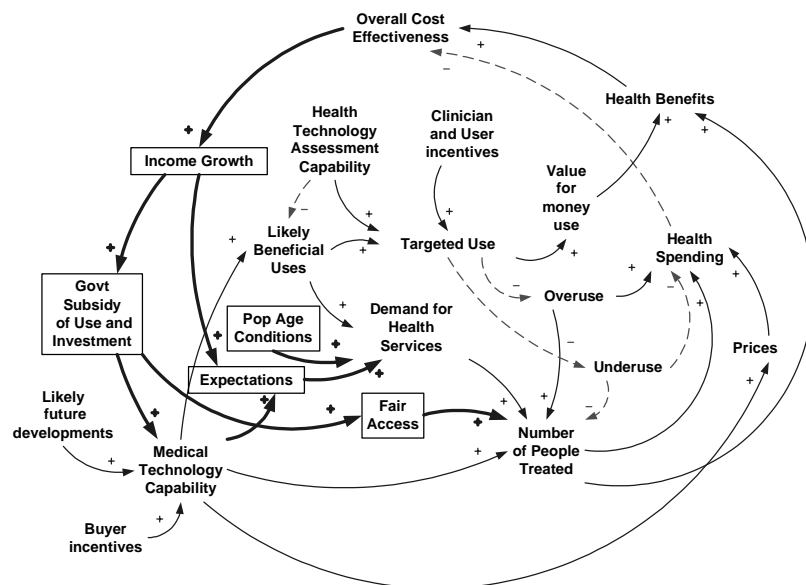 Overall Cost
Effectiveness
+
−
Health Benefits
+
+
Health
Technology
Assessment
Capability
Clinician
and User
incentives
+
Income Growth
Value
for
money
use
−
+
+
+
Likely
Beneficial
Uses
+
Targeted Use
+
Health
Spending
+
+
+
−
+
−
+
Govt
Subsidy
of Use and
Investment
Overuse
Pop Age
Conditions
+
Demand for
Health
Services
+
+
−
Prices
+
Expectations
+
−
Underuse
+
Likely
future
developments
+
+
+
Fair
Access
+
+
−
+
+
Medical
Technology
Capability
+
Number
of People
Treated
+
Buyer
incentives